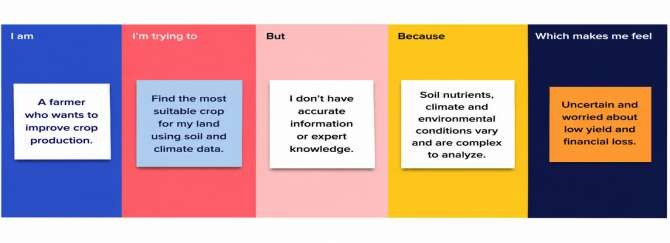 I am
A farmer
who wants to
improve crop
production.
I'm trying to
Find the most
suitable crop
for my land
using soil and
climate data.
But
I don't have
accurate
information
or expert
knowledge.
Because
Soil nutrients,
climate and
environmental
conditions vary
and are complex
to analyze.
Which makes me feel
Uncertain and
worried about
low yield and
financial loss.